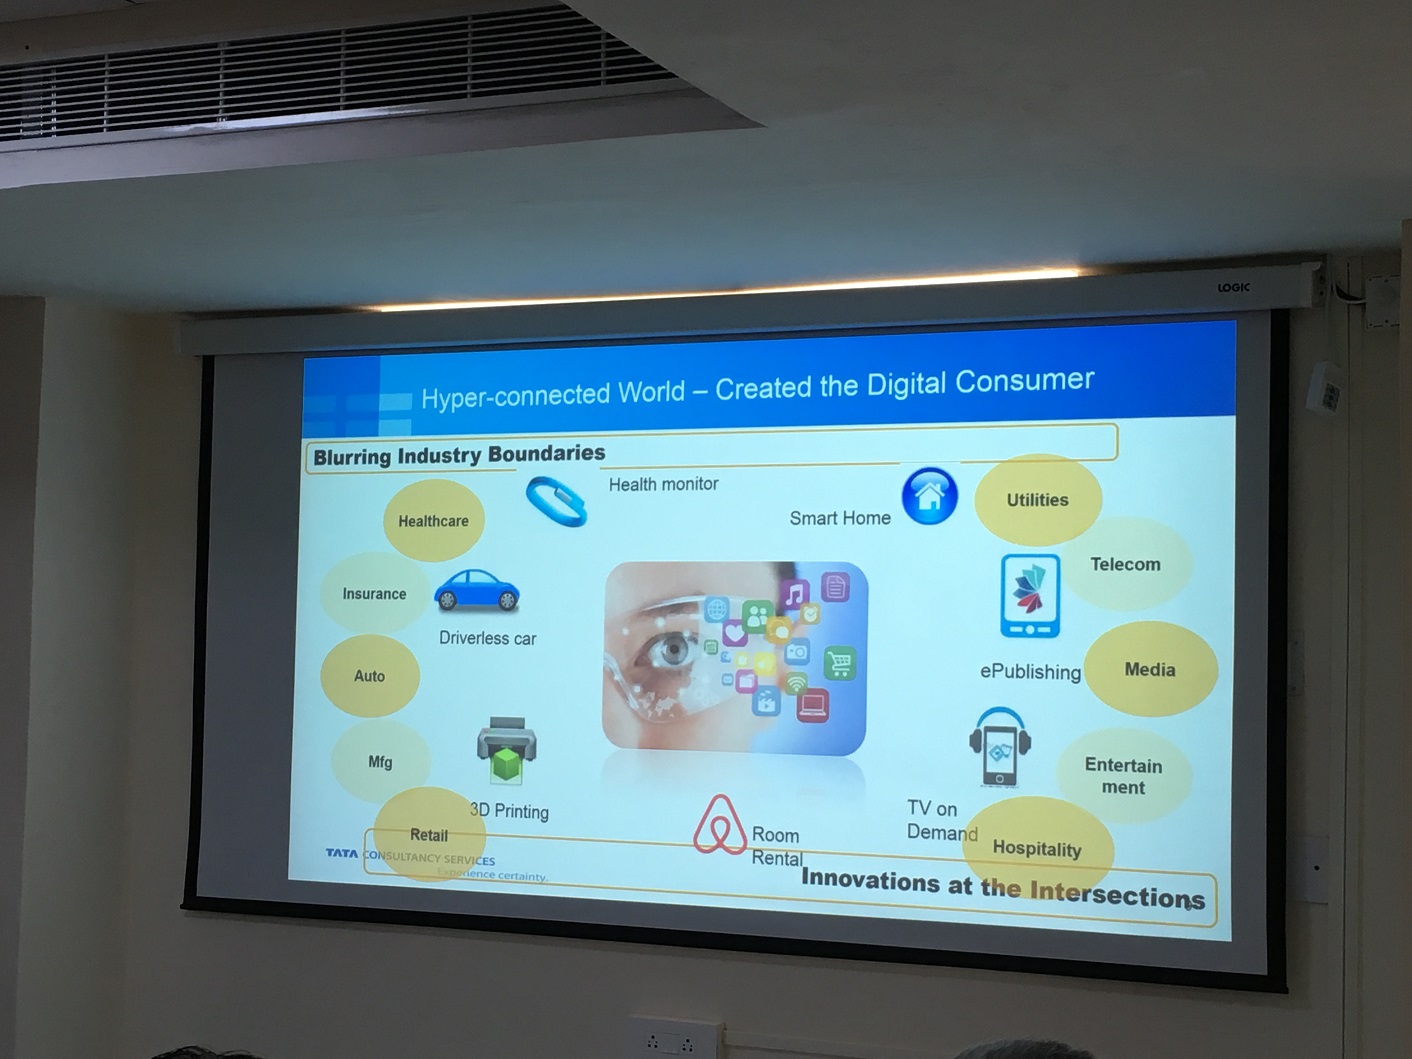 LOGIC
Hyper-connected World – Created the Digital Consumer
Blurring Industry Boundaries
Health monitor
Smart Home
Utilities
Healthcare
Telecom
Insurance
Driverless car
ePublishing
Media
Auto
Mfg
Entertain
ment
3D Printing
TV on
Demand
Retail
Room
Rental
Hospitality
TATA CONSULTANCY SERVICES
Experience certainty.
Innovations at the Intersections